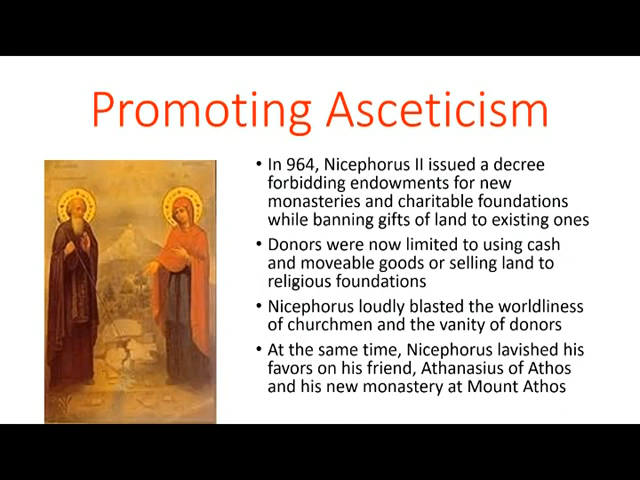 Promoting Asceticism
• In 964, Nicephorus II issued a decree
forbidding endowments for new
monasteries and charitable foundations
while banning gifts of land to existing ones
• Donors were now limited to using cash
and moveable goods or selling land to
religious foundations
• Nicephorus loudly blasted the worldliness
of churchmen and the vanity of donors
• At the same time, Nicephorus lavished his
favors on his friend, Athanasius of Athos
and his new monastery at Mount Athos